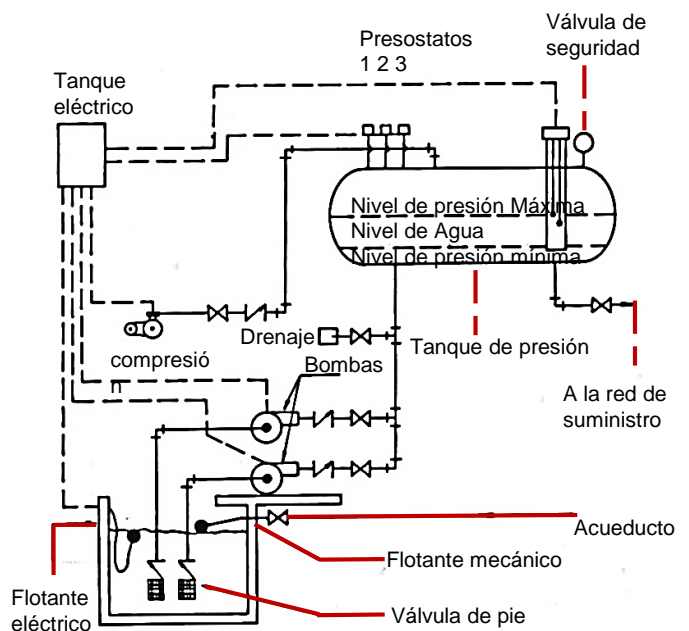 Presostatos
1 2 3
Válvula de
seguridad
Tanque
eléctrico
Nivel de presión Máxima
Nivel de Agua
Nivel de presión mínima
Drenaje
Tanque de presión
compresió
n
Bombas
A la red de
suministro
Acueducto
Flotante mecánico
Flotante
eléctrico
Válvula de pie